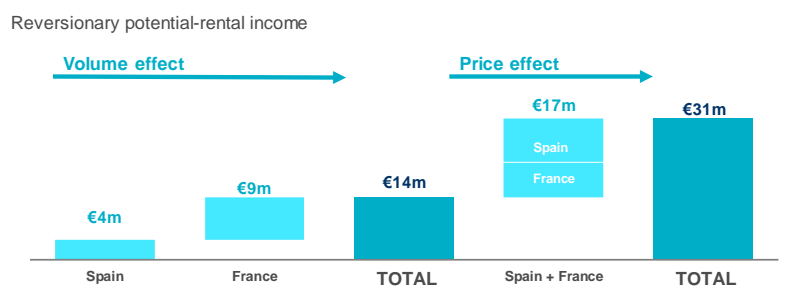 Reversionary potential-rental income
Volume effect
Price effect
€17m
€31m
Spain
France
€14m
€9m
€4m
Spain
France
TOTAL
Spain + France
TOTAL